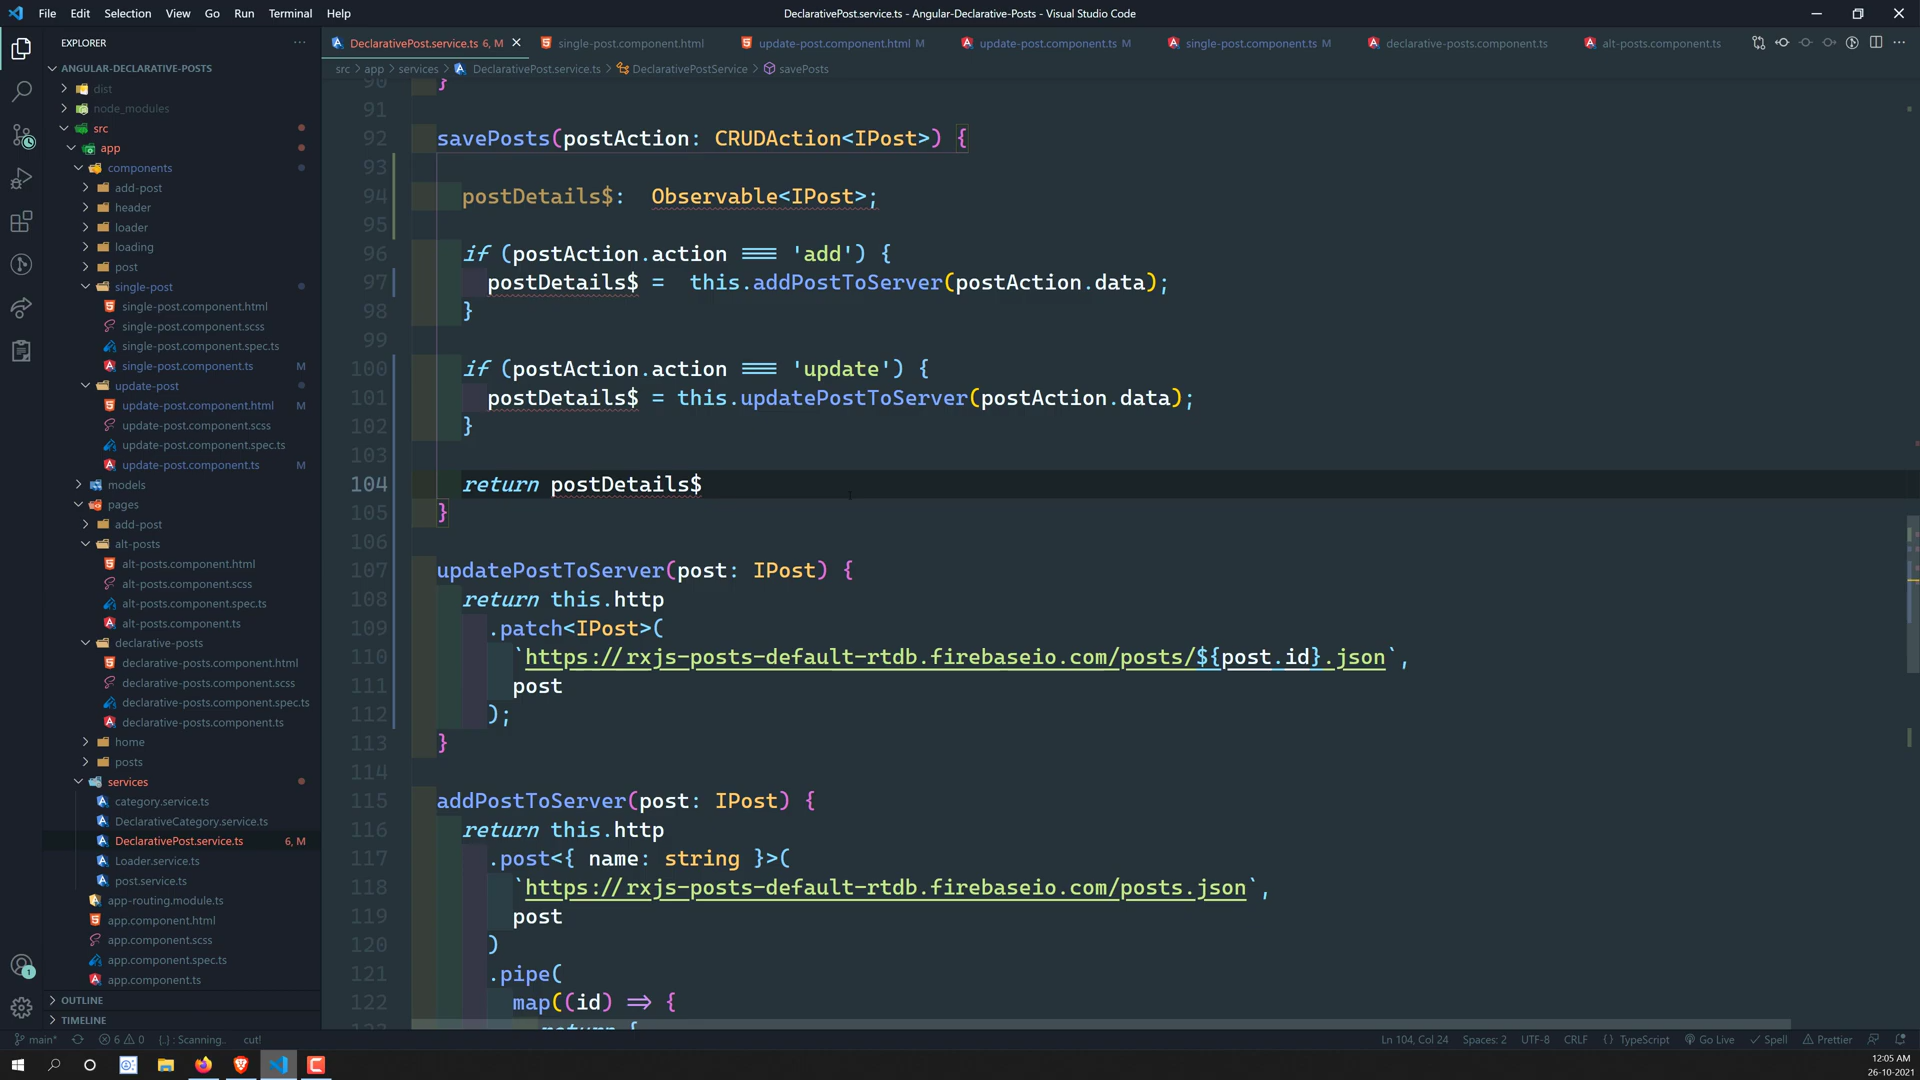 File Edit Selection View Go Run Terminal Help
DeclarativePost.service.ts - Angular-Declarative-Posts - Visual Studio Code
EXPLORER
DeclarativePost.service.ts 6, M
single-post.component.html
update-post.component.html M
update-post.component.ts M
single-post.component.ts M
declarative-posts.component.ts
alt-posts.component.ts
src > app > services > DeclarativePost.service.ts > DeclarativePostService > savePosts
ANGULAR-DECLARATIVE-POSTS
dist
node_modules
src
app
components
add-post
header
loader
loading
post
single-post
single-post.component.html
single-post.component.scss
single-post.component.spec.ts
single-post.component.ts M
update-post
update-post.component.html M
update-post.component.scss
update-post.component.spec.ts
update-post.component.ts M
models
pages
add-post
alt-posts
alt-posts.component.html
alt-posts.component.scss
alt-posts.component.spec.ts
alt-posts.component.ts
declarative-posts
declarative-posts.component.html
declarative-posts.component.scss
declarative-posts.component.spec.ts
declarative-posts.component.ts
home
posts
services
category.service.ts
DeclarativeCategory.service.ts
DeclarativePost.service.ts 6, M
Loader.service.ts
post.service.ts
app-routing.module.ts
app.component.html
app.component.scss
app.component.spec.ts
app.component.ts
OUTLINE
TIMELINE
90 }
91
92 savePosts(postAction: CRUDAction<IPost>) {
93
94 postDetails$: Observable<IPost>;
95
96 if (postAction.action === 'add') {
97 postDetails$ = this.addPostToServer(postAction.data);
98 }
99
100 if (postAction.action === 'update') {
101 postDetails$ = this.updatePostToServer(postAction.data);
102 }
103
104 return postDetails$
105 }
106
107 updatePostToServer(post: IPost) {
108 return this.http
109 .patch<IPost>(
110 `https://rxjs-posts-default-rtdb.firebaseio.com/posts/${post.id}.json`,
111 post
112 );
113 }
114
115 addPostToServer(post: IPost) {
116 return this.http
117 .post<{ name: string }>(
118 `https://rxjs-posts-default-rtdb.firebaseio.com/posts.json`,
119 post
120 )
121 .pipe(
122 map((id) => {
123 return {
main* 6 0 {..} : Scanning.. cut!
Ln 104, Col 24 Spaces: 2 UTF-8 CRLF {} TypeScript Go Live Spell Prettier
12:05 AM
26-10-2021
1